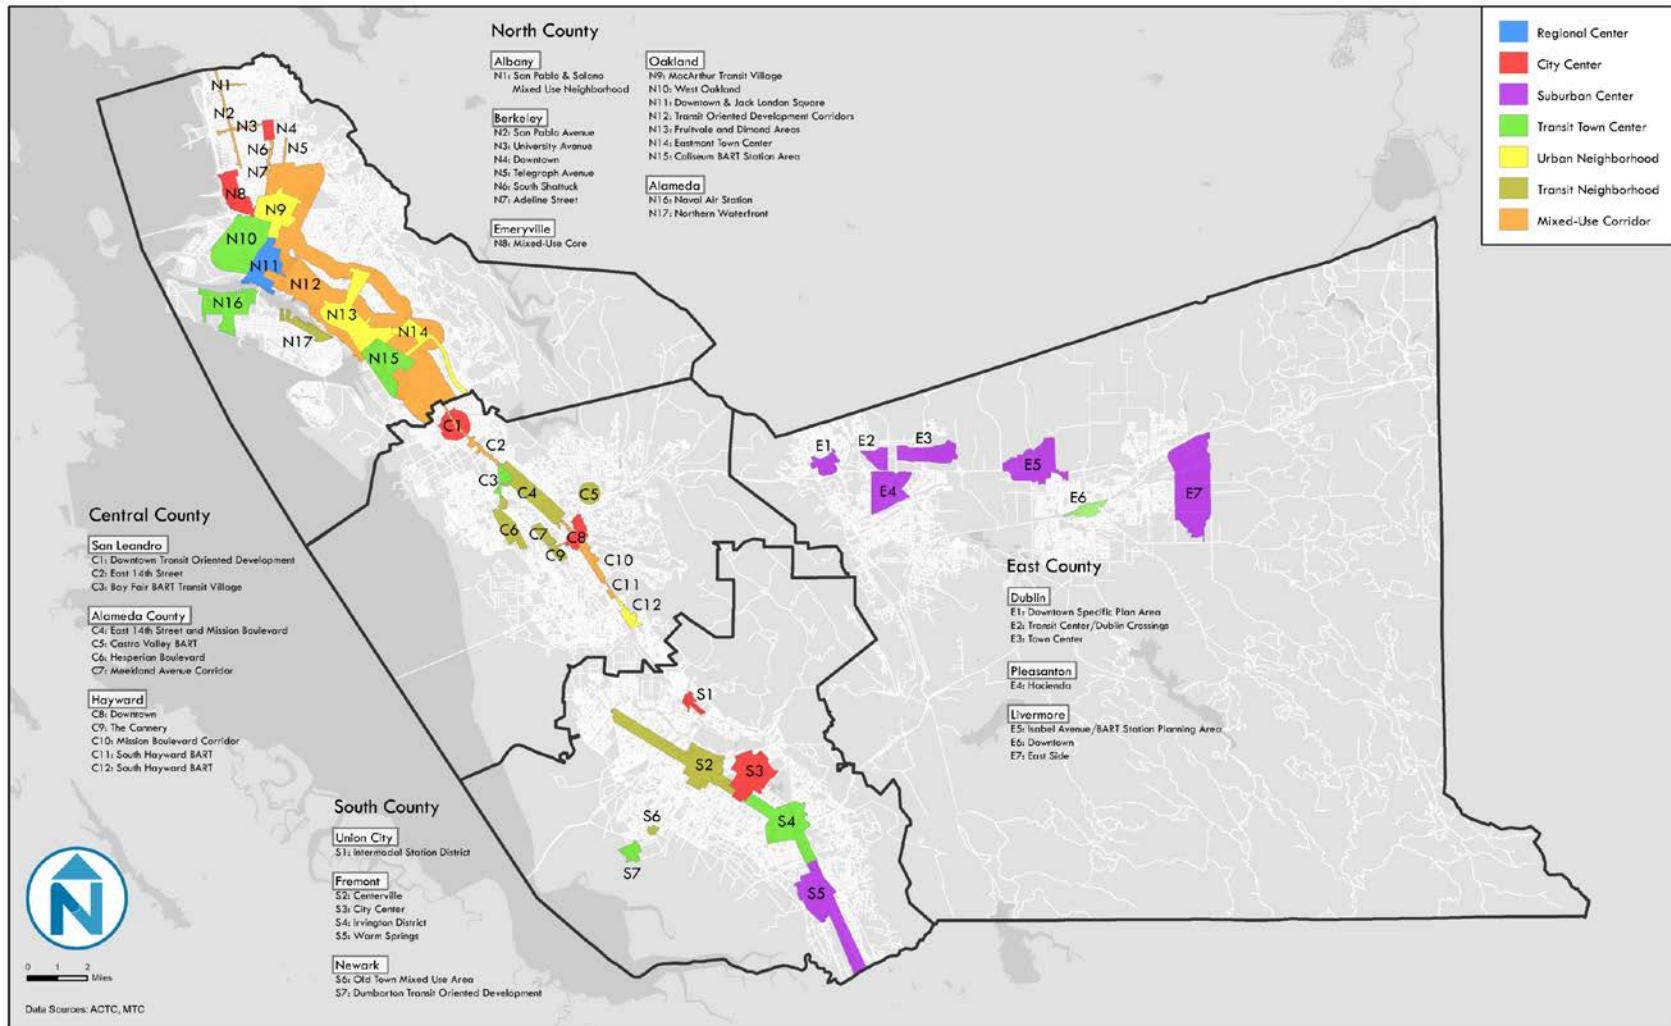 North County
Albany
N1: San Pablo & Solano
Mixed Use Neighborhood
Berkeley
N2: San Pablo Avenue
N3: University Avenue
N4: Downtown
N5: Telegraph Avenue
N6: South Shattuck
N7: Adeline Street
Emeryville
N8: Mixed-Use Core
Oakland
N9: MacArthur Transit Village
N10: West Oakland
N11: Downtown & Jack London Square
N12: Transit Oriented Development Corridors
N13: Fruitvale and Dimond Areas
N14: Eastmont Town Center
N15: Coliseum BART Station Area
Alameda
N16: Naval Air Station
N17: Northern Waterfront
Regional Center
City Center
Suburban Center
Transit Town Center
Urban Neighborhood
Transit Neighborhood
Mixed-Use Corridor
N1
N2
N3
N4
N5
N6
N7
N8
N9
N10
N11
N12
N13
N14
N15
N16
N17
C1
C2
C3
C4
C5
C6
C7
C8
C9
C10
C11
C12
E1
E2
E3
E4
E5
E6
E7
S1
S2
S3
S4
S5
S6
S7
Central County
San Leandro
C1: Downtown Transit Oriented Development
C2: East 14th Street
C3: Bay Fair BART Transit Village
Alameda County
C4: East 14th Street and Mission Boulevard
C5: Castro Valley BART
C6: Hesperian Boulevard
C7: Meekland Avenue Corridor
Hayward
C8: Downtown
C9: The Cannery
C10: Mission Boulevard Corridor
C11: South Hayward BART
C12: South Hayward BART
East County
Dublin
E1: Downtown Specific Plan Area
E2: Transit Center/Dublin Crossings
E3: Town Center
Pleasanton
E4: Hacienda
Livermore
E5: Isabel Avenue/BART Station Planning Area
E6: Downtown
E7: East Side
South County
Union City
S1: Intermodal Station District
Fremont
S2: Centerville
S3: City Center
S4: Irvington District
S5: Warm Springs
Newark
S6: Old Town Mixed Use Area
S7: Dumbarton Transit Oriented Development
N
0 1 2
Miles
Data Sources: ACTC, MTC